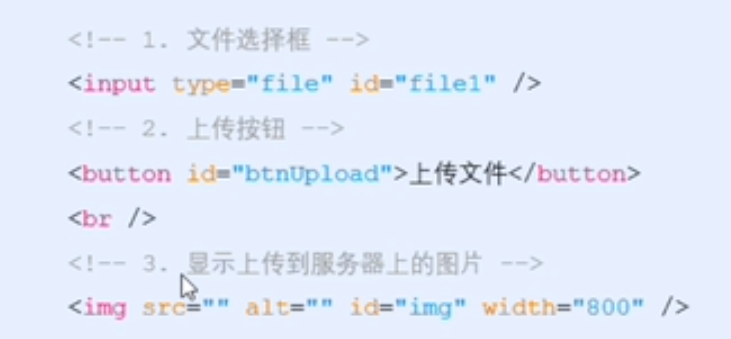 <!-- 1. 文件选择框 -->
<input type="file" id="file1" />
<!-- 2. 上传按钮 -->
<button id="btnUpload">上传文件</button>
<br />
<!-- 3. 显示上传到服务器上的图片 -->
<img src="" alt="" id="img" width="800" />